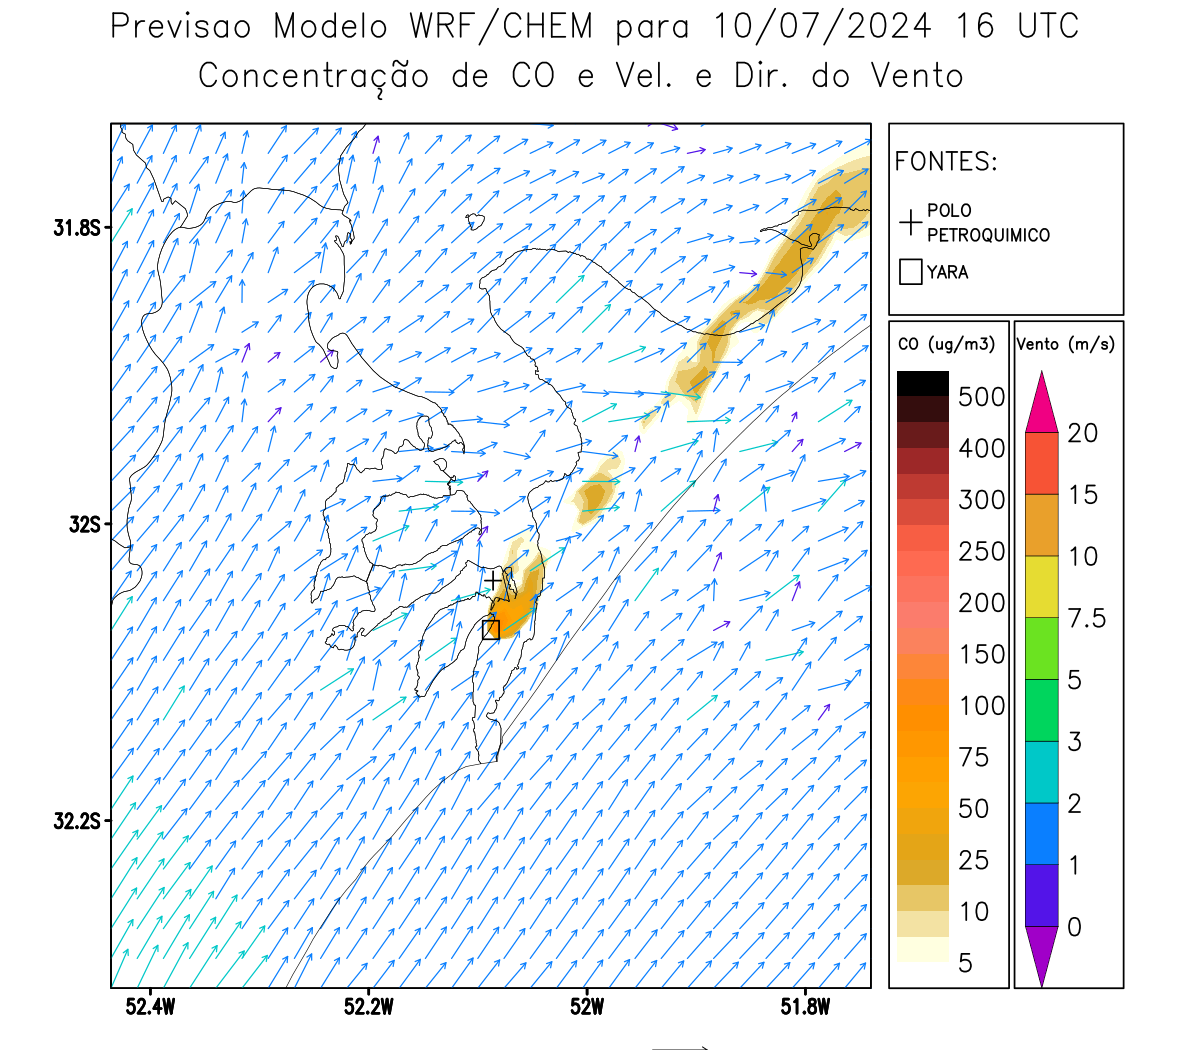 Previsao Modelo WRF/CHEM para 10/07/2024 16 UTC
Concentração de CO e Vel. e Dir. do Vento
FONTES:
POLO
PETROQUIMICO
YARA
31.8S
32S
32.2S
52.4W
52.2W
52W
51.8W
CO (ug/m3)
500
400
300
250
200
150
100
75
50
25
10
5
Vento (m/s)
20
15
10
7.5
5
3
2
1
0